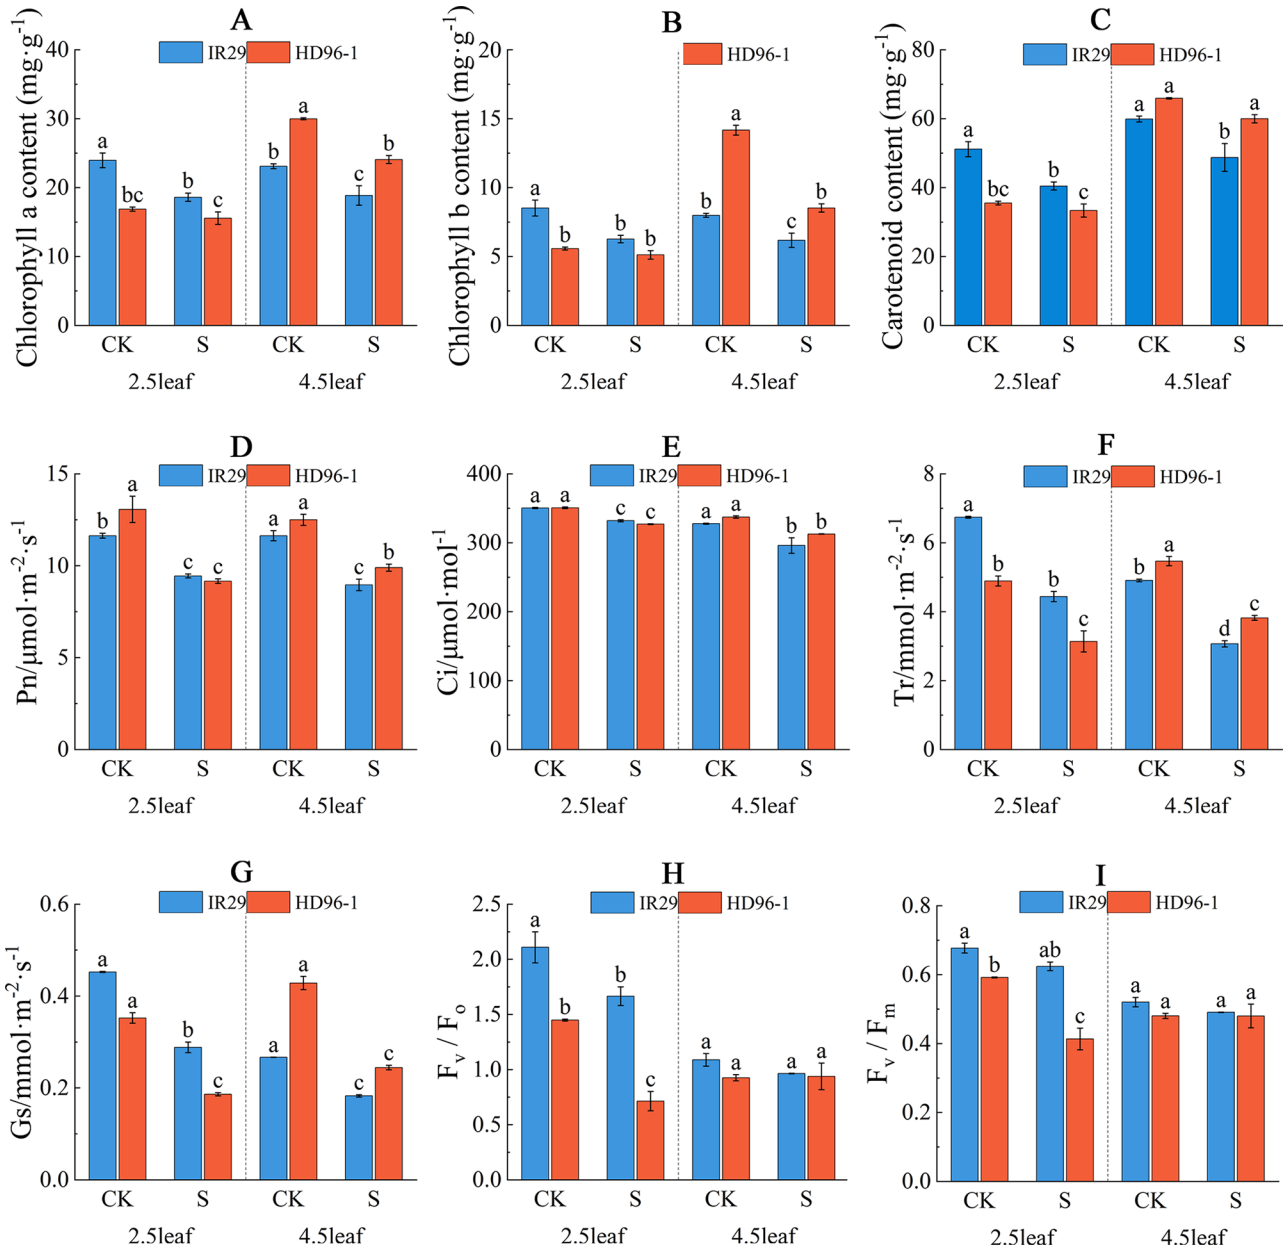 A
Chlorophyll a content (mg·g-1)
IR29 HD96-1
40
30
20
10
0
a
bc
b
c
b
a
c
b
CK S CK S
2.5leaf 4.5leaf
B
Chlorophyll b content (mg·g-1)
HD96-1
20
15
10
5
0
a
b
b
b
b
a
c
b
CK S CK S
2.5leaf 4.5leaf
C
Carotenoid content (mg·g-1)
IR29 HD96-1
80
60
40
20
0
a
bc
b
c
a
a
b
a
CK S CK S
2.5leaf 4.5leaf
D
Pn/μmol·m-2·s-1
IR29 HD96-1
15
10
5
0
b
a
c
c
a
a
c
b
CK S CK S
2.5leaf 4.5leaf
E
Ci/μmol·mol-1
IR29 HD96-1
400
300
200
100
0
a
a
c
c
a
a
b
b
CK S CK S
2.5leaf 4.5leaf
F
Tr/mmol·m-2·s-1
IR29 HD96-1
8
6
4
2
0
a
b
b
c
b
a
d
c
CK S CK S
2.5leaf 4.5leaf
G
Gs/mmol·m-2·s-1
IR29 HD96-1
0.6
0.4
0.2
0.0
a
a
b
c
a
a
c
c
CK S CK S
2.5leaf 4.5leaf
H
Fv / Fo
IR29 HD96-1
2.5
2.0
1.5
1.0
0.5
0.0
a
b
b
c
a
a
a
a
CK S CK S
2.5leaf 4.5leaf
I
Fv / Fm
IR29 HD96-1
0.8
0.6
0.4
0.2
0.0
a
b
ab
c
a
a
a
a
CK S CK S
2.5leaf 4.5leaf